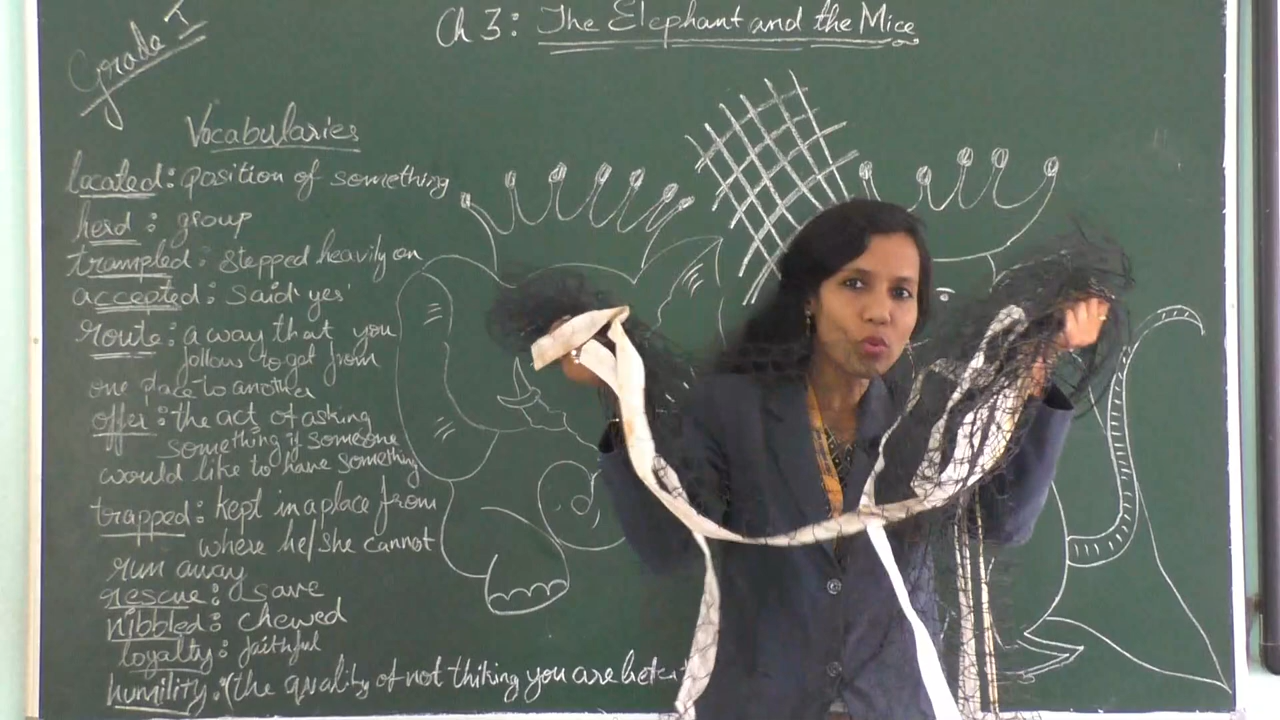 Grade I
Ch 3: The Elephant and the Mice
Vocabularies
located: position of something
herd: group
trampled: stepped heavily on
accepted: said 'yes'
route: a way that you
follow to get from
one place to another
offer: the act of asking
something if someone
would like to have something
trapped: kept in a place from
where he/she cannot
run away
rescue: save
nibbled: chewed
loyalty: faithful
humility: (the quality of not thiking you are